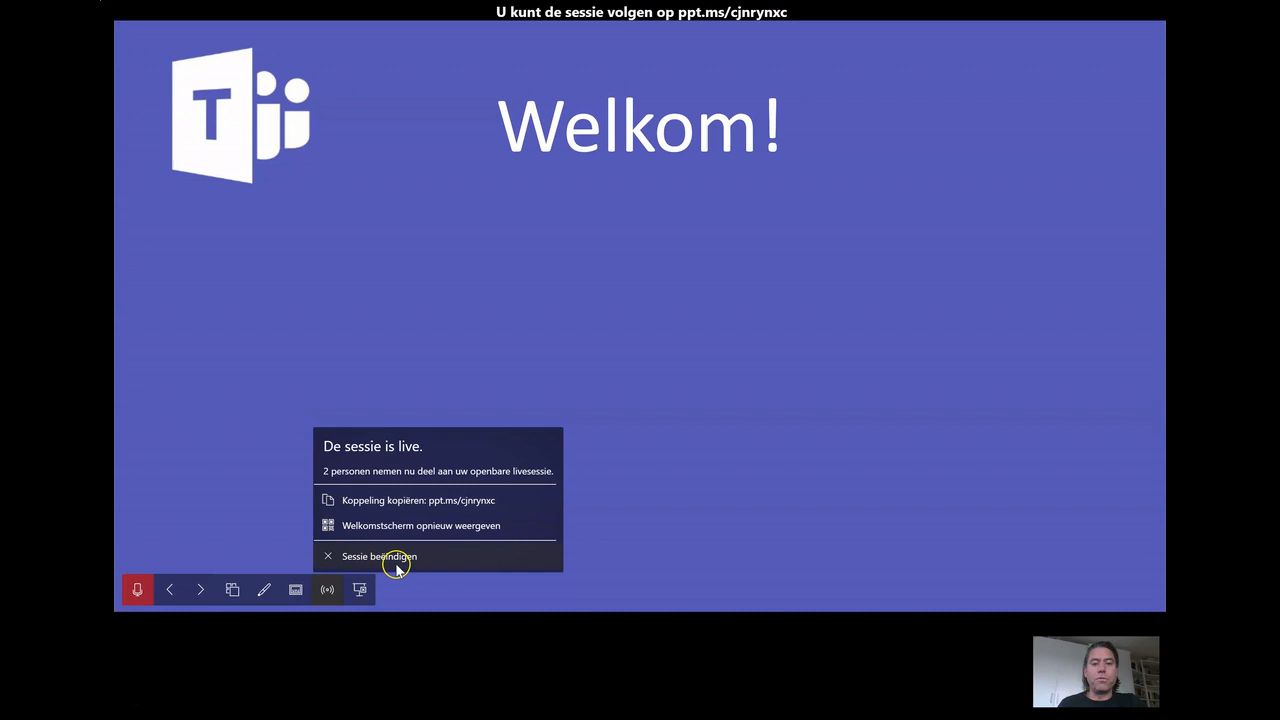 U kunt de sessie volgen op ppt.ms/cjnrynxc
T
Welkom!
De sessie is live.
2 personen nemen nu deel aan uw openbare livesessie.
Koppeling kopiëren: ppt.ms/cjnrynxc
Welkomstscherm opnieuw weergeven
Sessie beëindigen